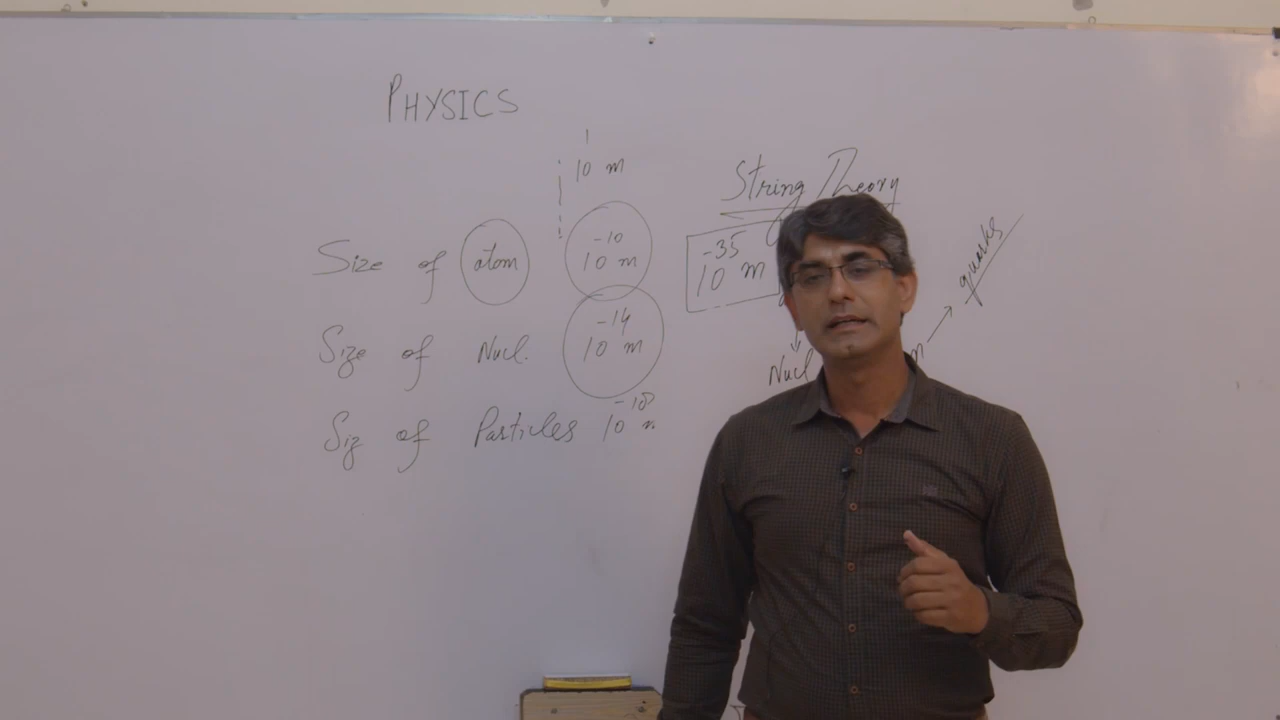 PHYSICS
10 m
String Theory
Size of atom 10⁻¹⁰ m
10⁻³⁵ m
quarks
Size of Nucl. 10⁻¹⁴ m
Nucl
Siz of Particles 10⁻¹⁸